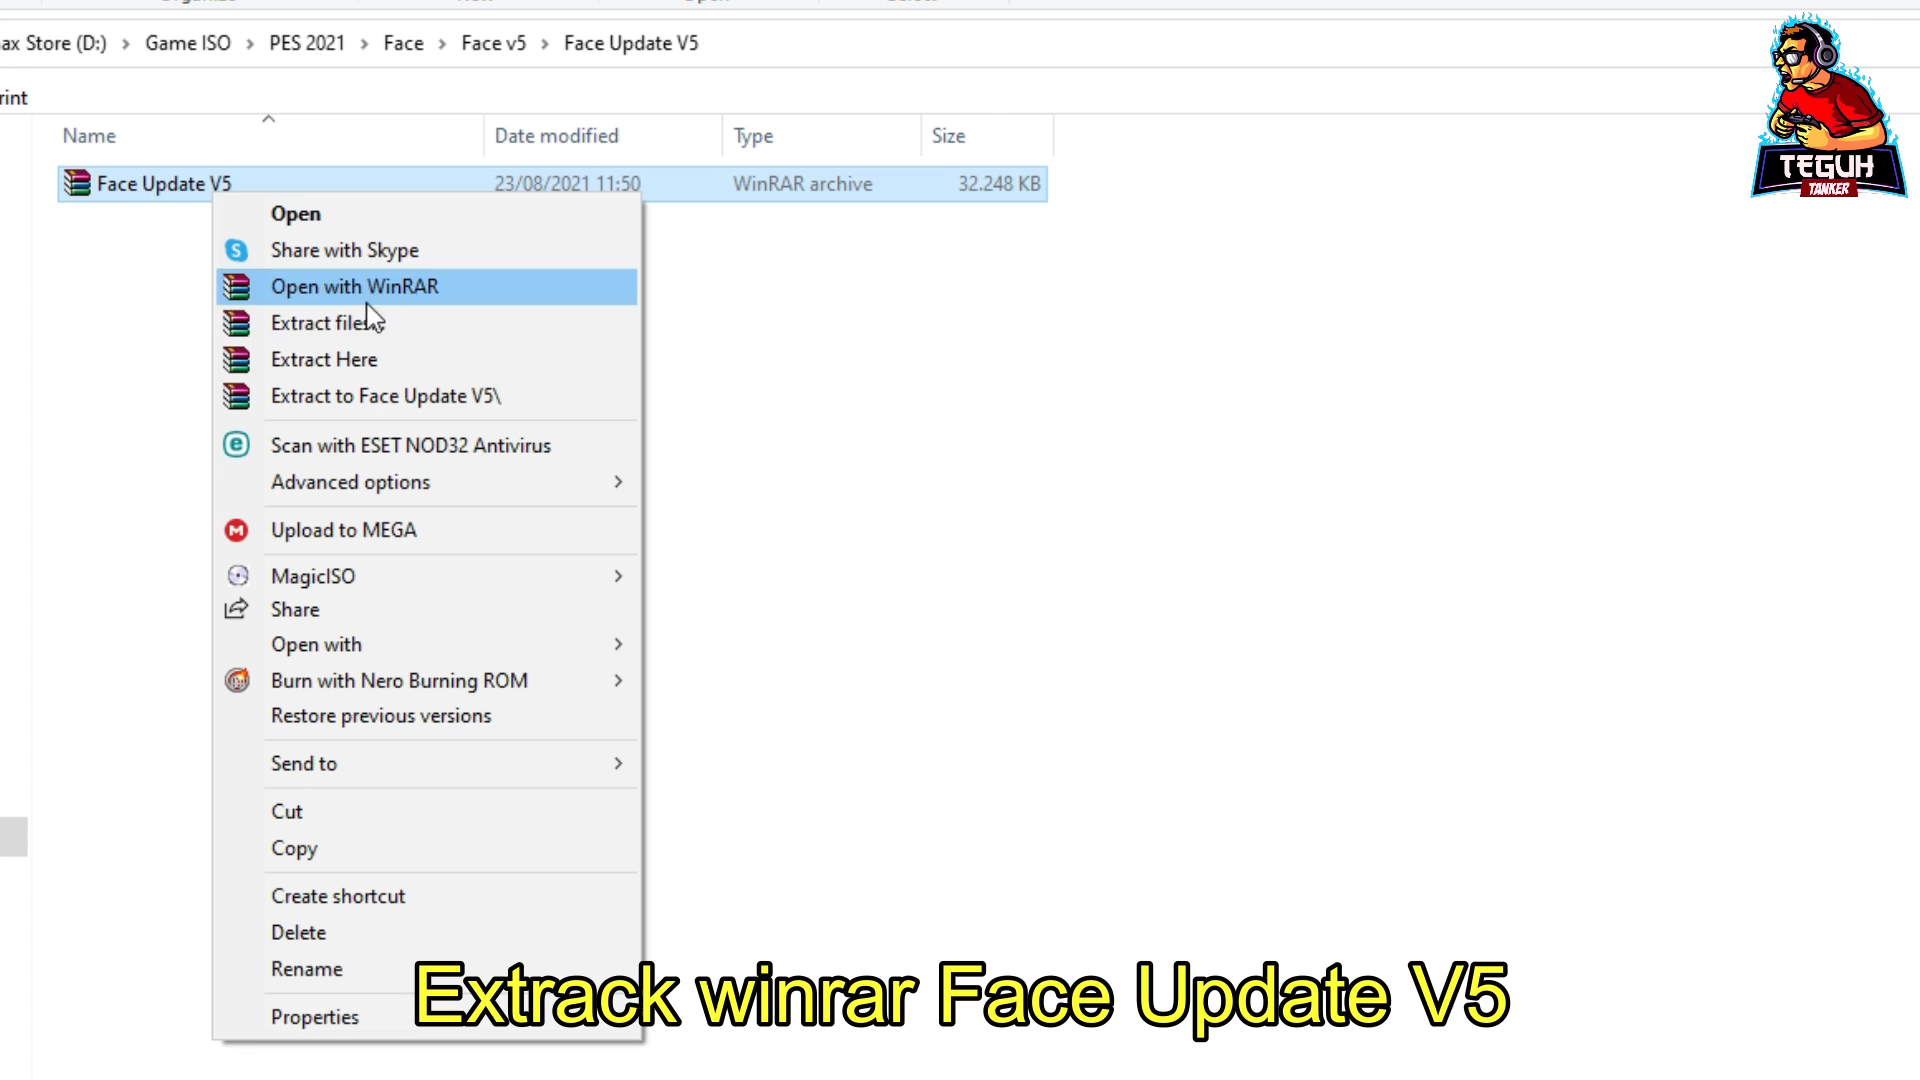 ax Store (D:) > Game ISO > PES 2021 > Face > Face v5 > Face Update V5
rint
Name Date modified Type Size
Face Update V5 23/08/2021 11:50 WinRAR archive 32.248 KB
Open
Share with Skype
Open with WinRAR
Extract files
Extract Here
Extract to Face Update V5\
Scan with ESET NOD32 Antivirus
Advanced options
Upload to MEGA
MagicISO
Share
Open with
Burn with Nero Burning ROM
Restore previous versions
Send to
Cut
Copy
Create shortcut
Delete
Rename
Properties
Extrack winrar Face Update V5
TEGUH
TANKER